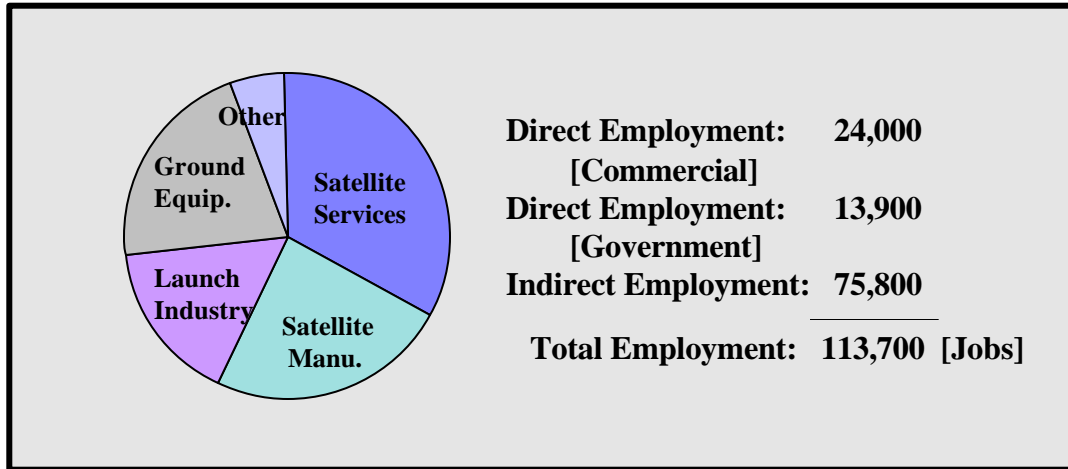 Other
Ground
Equip.
Satellite
Services
Launch
Industry
Satellite
Manu.
Direct Employment: 24,000
[Commercial]
Direct Employment: 13,900
[Government]
Indirect Employment: 75,800
Total Employment: 113,700 [Jobs]